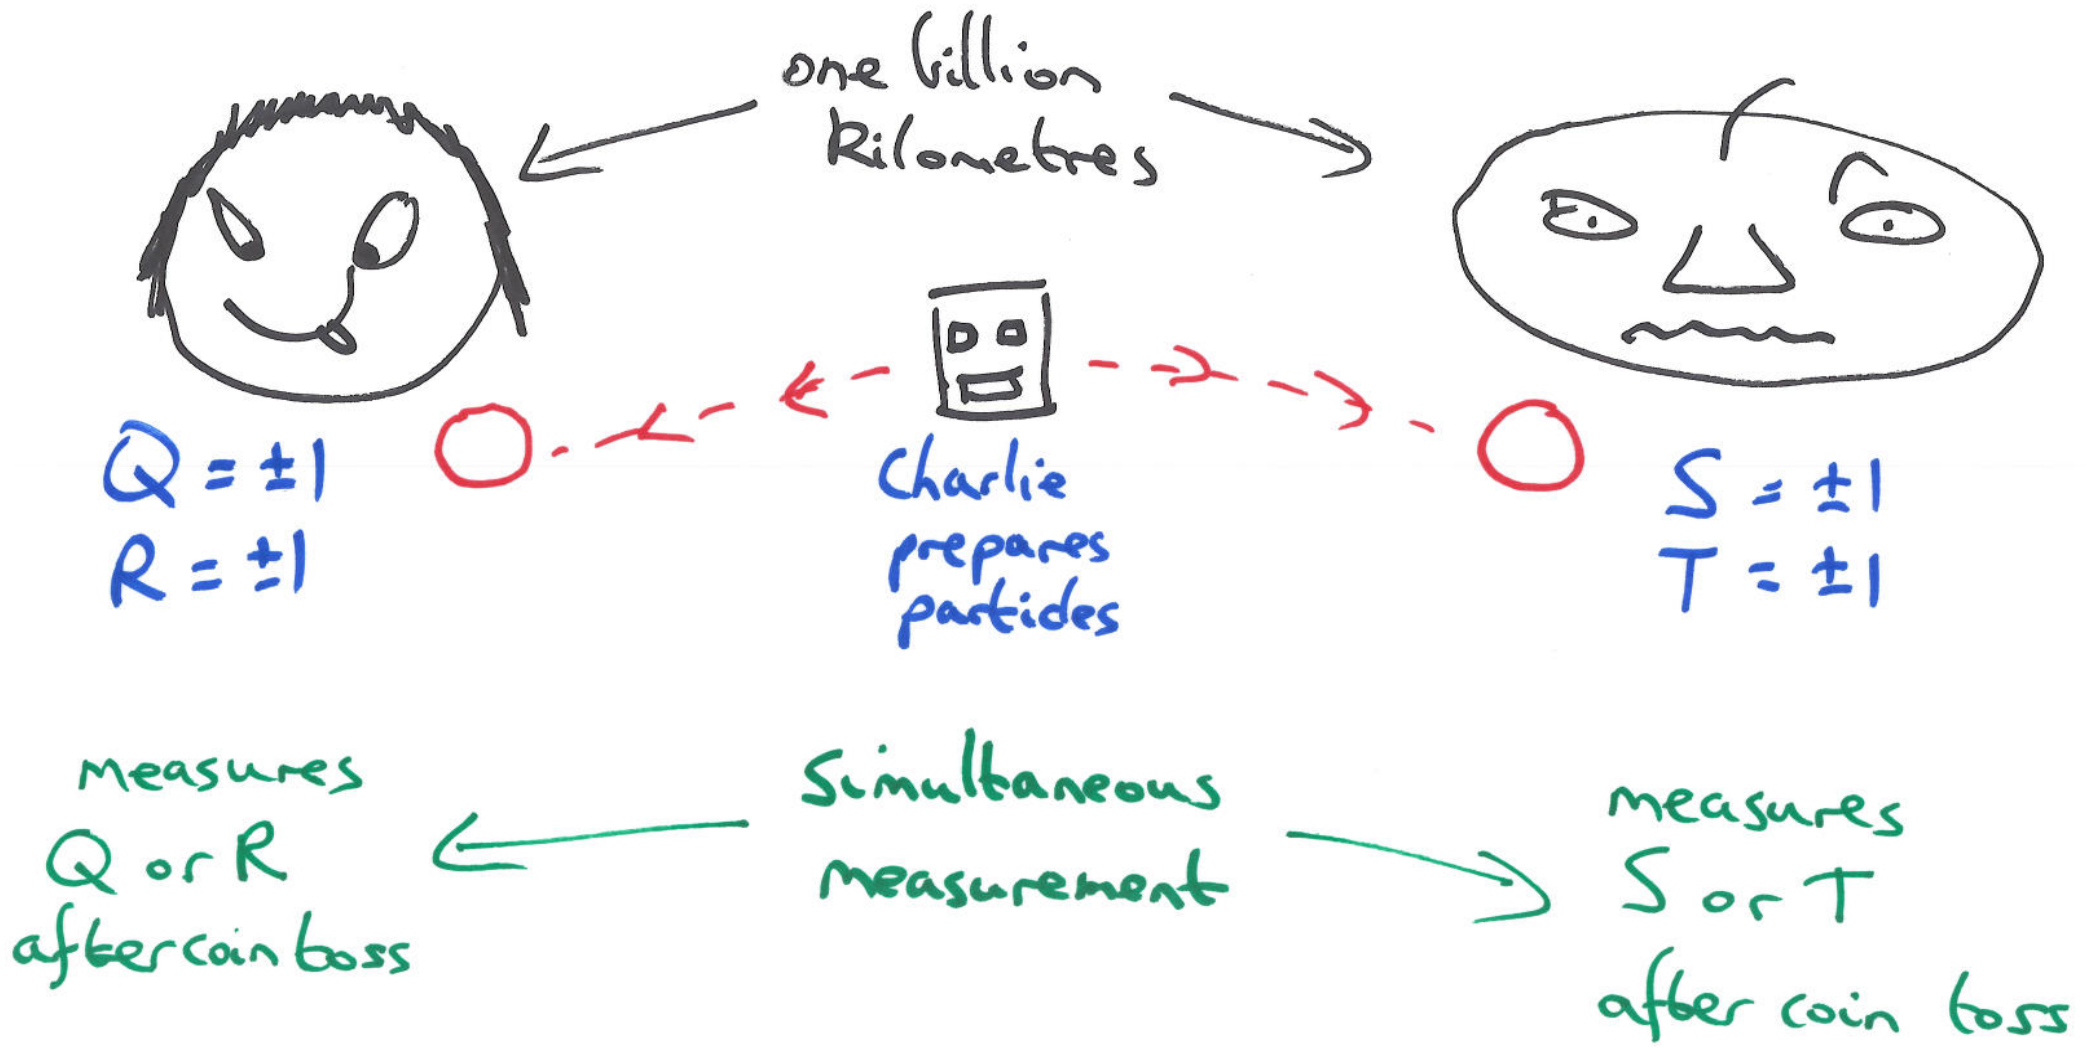 one billion
kilometres
Q = ±1
R = ±1
Charlie
prepares
particles
S = ±1
T = ±1
measures
Q or R
after coin toss
Simultaneous
measurement
measures
S or T
after coin toss